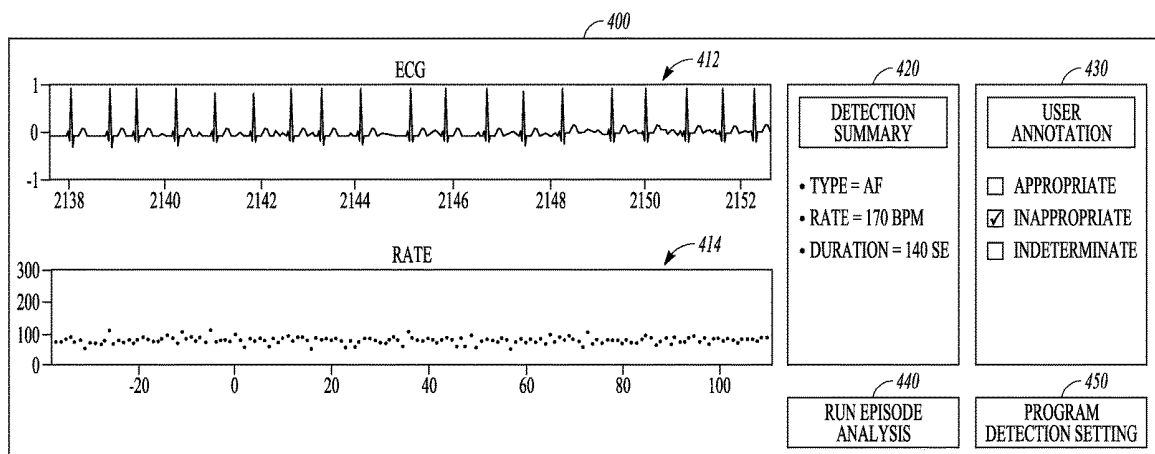 400
ECG
412
1
0
-1
2138 2140 2142 2144 2146 2148 2150 2152
RATE
414
300
200
100
0
-20 0 20 40 60 80 100
420
DETECTION
SUMMARY
• TYPE = AF
• RATE = 170 BPM
• DURATION = 140 SE
430
USER
ANNOTATION
APPROPRIATE
INAPPROPRIATE
INDETERMINATE
440
RUN EPISODE
ANALYSIS
450
PROGRAM
DETECTION SETTING